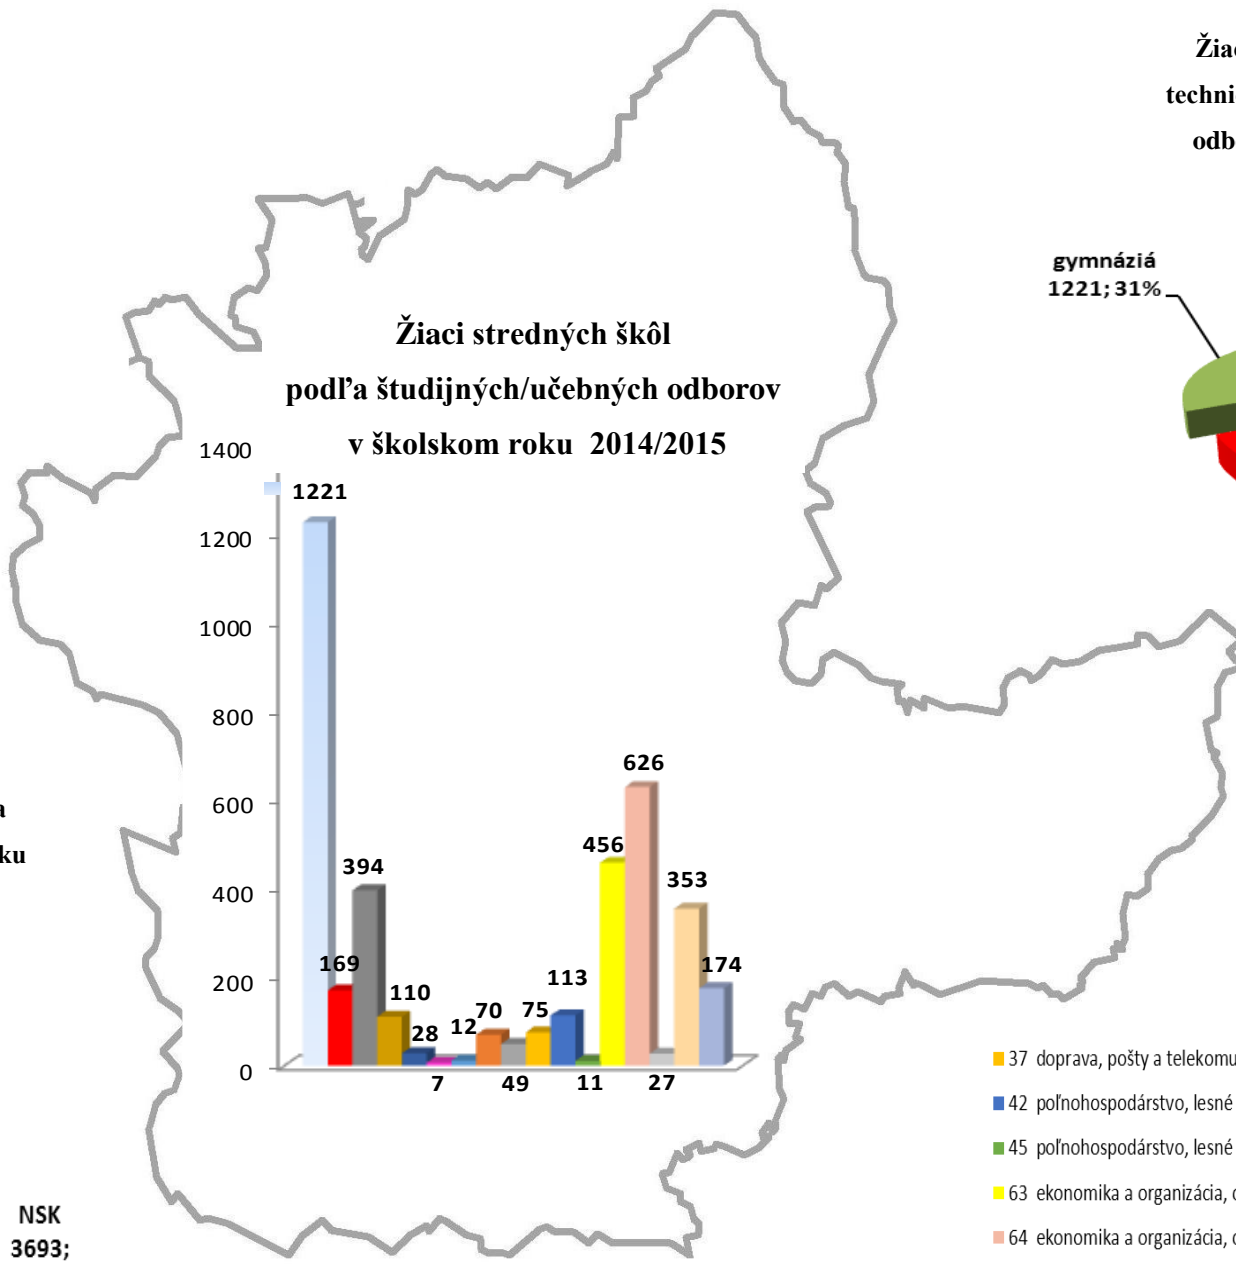 Žiaci stredných škôl
podľa študijných/učebných odborov
v školskom roku 2014/2015
1400
1200
1000
800
600
400
200
0
1221
169
394
110
28
7
12
70
49
75
113
11
456
626
27
353
174
gymnáziá
1221; 31%
37 doprava, pošty a
42 poľnohospodárstvo, lesné
45 poľnohospodárstvo, lesné
63 ekonomika a organizácia,
64 ekonomika a organizácia,
NSK
3693;